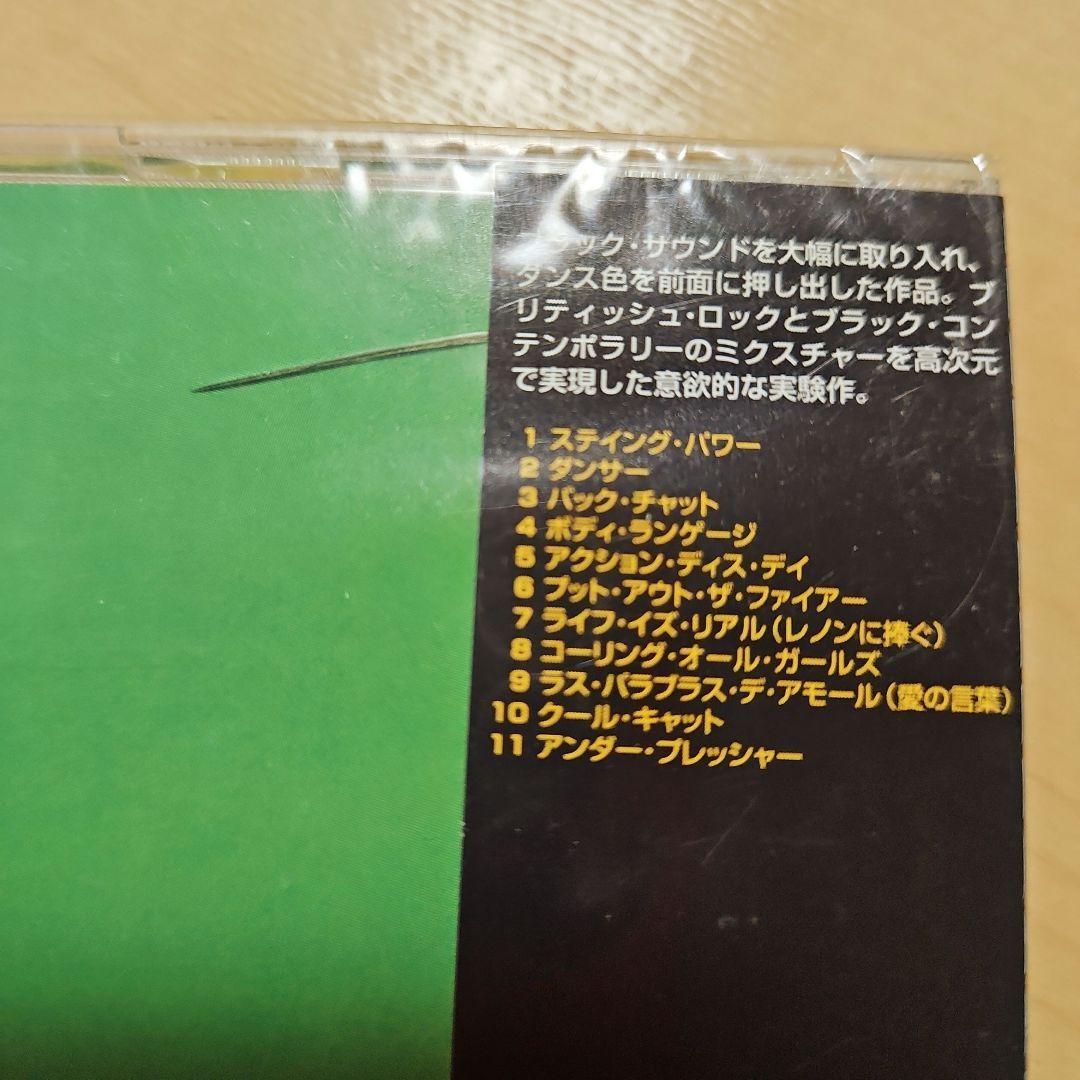 ブラック・サウンドを大幅に取り入れ、
ダンス色を前面に押し出した作品。ブ
リティッシュ・ロックとブラック・コン
テンポラリーのミクスチャーを高次元
で実現した意欲的な実験作。
1 ステイング・パワー
2 ダンサー
3 バック・チャット
4 ボディ・ランゲージ
5 アクション・ディス・デイ
6 プット・アウト・ザ・ファイアー
7 ライフ・イズ・リアル（レノンに捧ぐ）
8 コーリング・オール・ガールズ
9 ラス・パラブラス・デ・アモール（愛の言葉）
10 クール・キャット
11 アンダー・プレッシャー